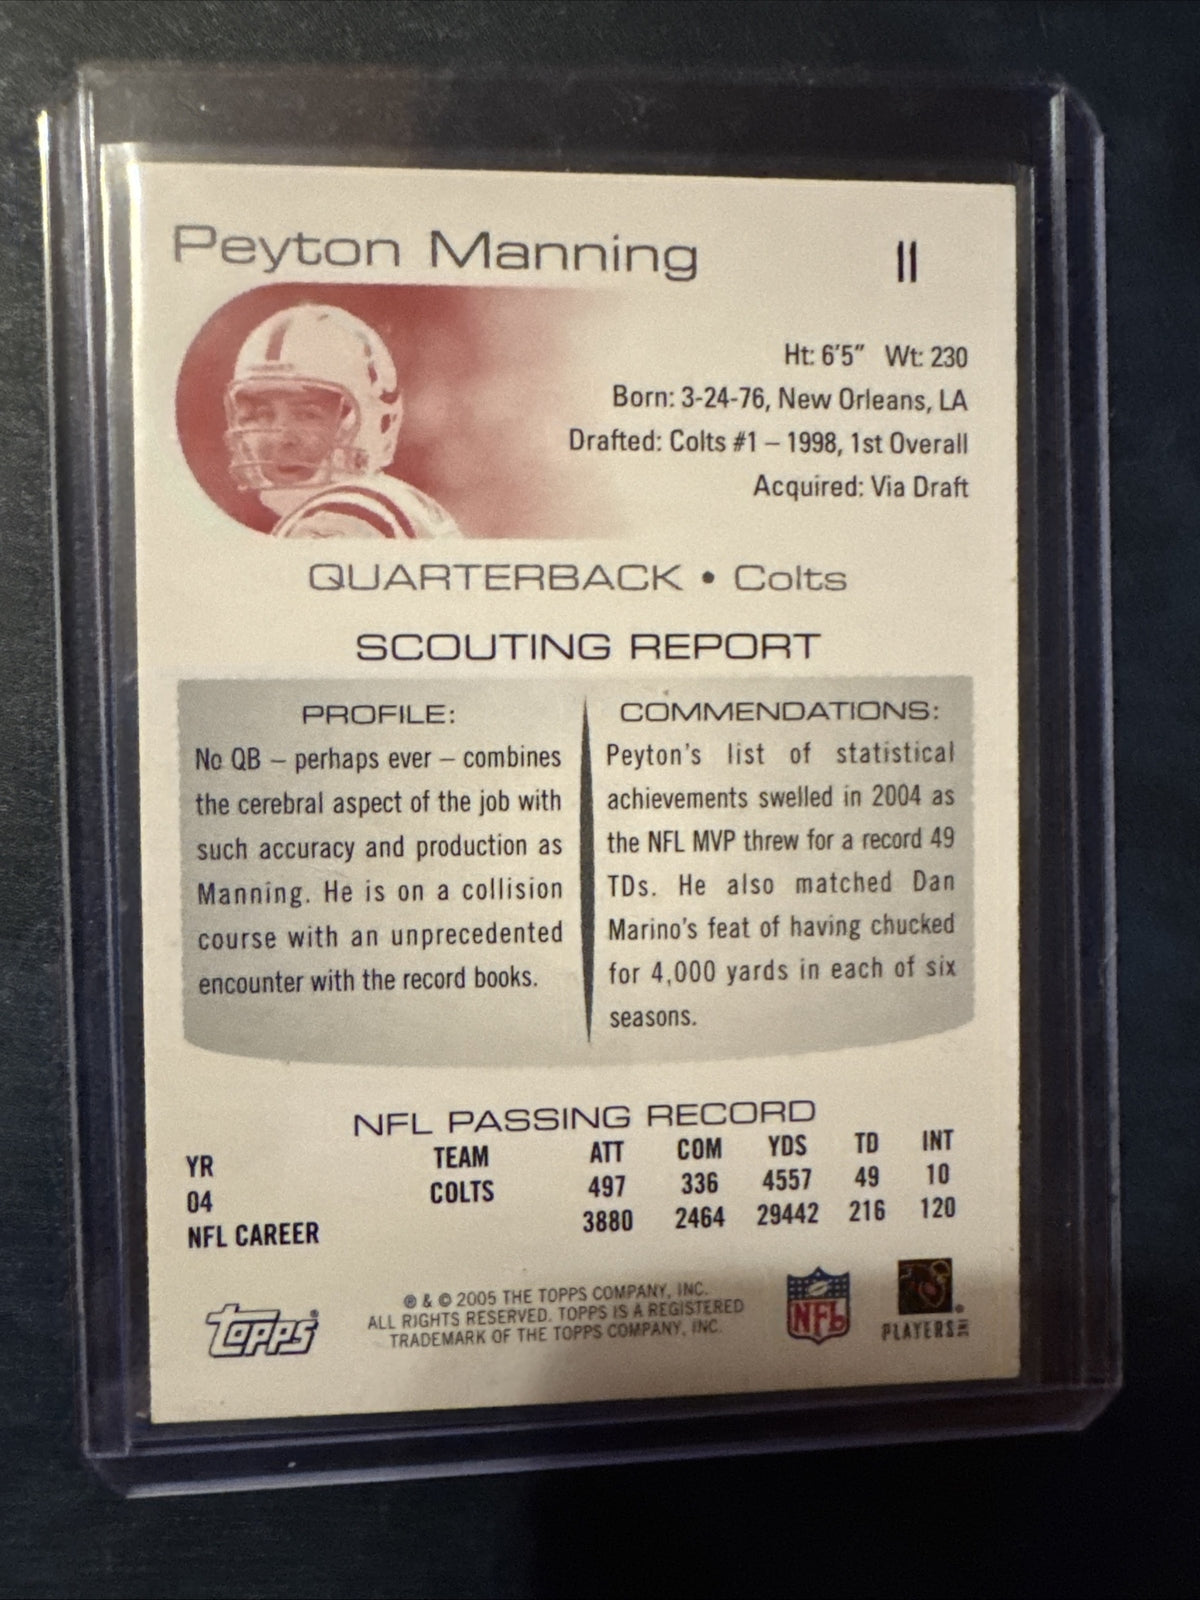 Peyton Manning 11
Ht: 6'5" Wt: 230
Born: 3-24-76, New Orleans, LA
Drafted: Colts #1 – 1998, 1st Overall
Acquired: Via Draft
QUARTERBACK • Colts
SCOUTING REPORT
PROFILE:
No QB – perhaps ever – combines
the cerebral aspect of the job with
such accuracy and production as
Manning. He is on a collision
course with an unprecedented
encounter with the record books.
COMMENDATIONS:
Peyton's list of statistical
achievements swelled in 2004 as
the NFL MVP threw for a record 49
TDs. He also matched Dan
Marino's feat of having chucked
for 4,000 yards in each of six
seasons.
NFL PASSING RECORD
YR TEAM ATT COM YDS TD INT
04 COLTS 497 336 4557 49 10
NFL CAREER 3880 2464 29442 216 120
Topps®
® & © 2005 THE TOPPS COMPANY, INC.
ALL RIGHTS RESERVED. TOPPS IS A REGISTERED
TRADEMARK OF THE TOPPS COMPANY, INC.
NFL
PLAYERS INC